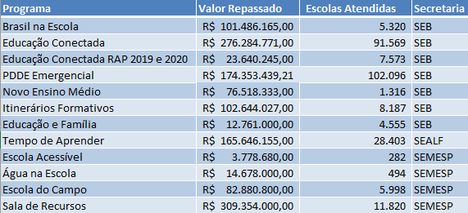 Programa Valor Repassado Escolas Atendidas Secretaria
Brasil na Escola R$ 101.486.165,00 5.320 SEB
Educação Conectada R$ 276.284.771,00 91.569 SEB
Educação Conectada RAP 2019 e 2020 R$ 23.640.245,00 7.573 SEB
PDDE Emergencial R$ 174.353.439,21 102.096 SEB
Novo Ensino Médio R$ 76.518.333,00 1.316 SEB
Itinerários Formativos R$ 102.644.027,00 8.187 SEB
Educação e Família R$ 12.761.000,00 4.555 SEB
Tempo de Aprender R$ 165.646.155,00 28.403 SEALF
Escola Acessível R$ 3.778.680,00 282 SEMESP
Água na Escola R$ 14.678.000,00 494 SEMESP
Escola do Campo R$ 82.880.800,00 5.998 SEMESP
Sala de Recursos R$ 309.354.000,00 11.820 SEMESP